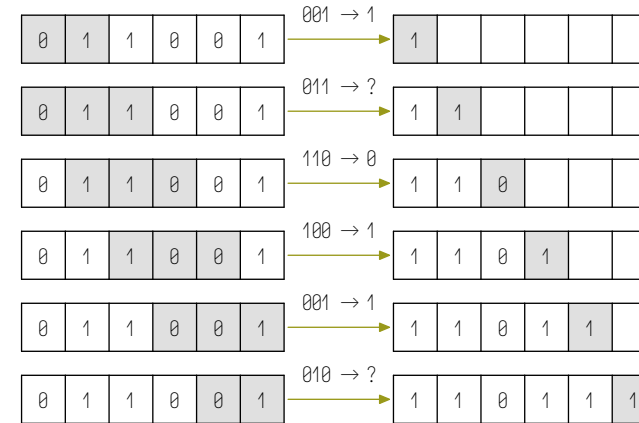 001 → 1
0 1 1 0 0 1 1
011 → ?
0 1 1 0 0 1 1 1
110 → 0
0 1 1 0 0 1 1 1 0
100 → 1
0 1 1 0 0 1 1 1 0 1
001 → 1
0 1 1 0 0 1 1 1 0 1 1
010 → ?
0 1 1 0 0 1 1 1 0 1 1 1